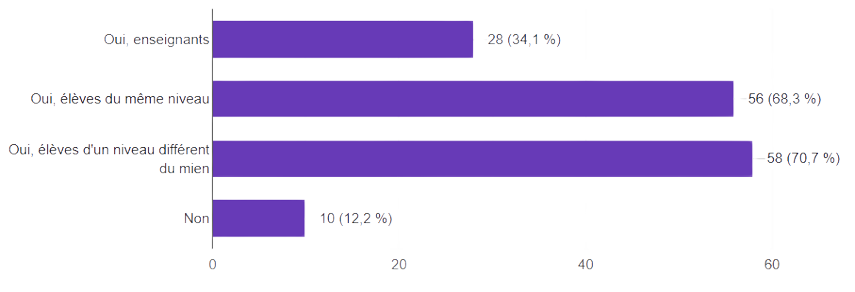 Oui, enseignants
28 (34,1 %)
Oui, élèves du même niveau
56 (68,3 %)
Oui, élèves d'un niveau différent
du mien
58 (70,7 %)
Non
10 (12,2 %)
0
20
40
60